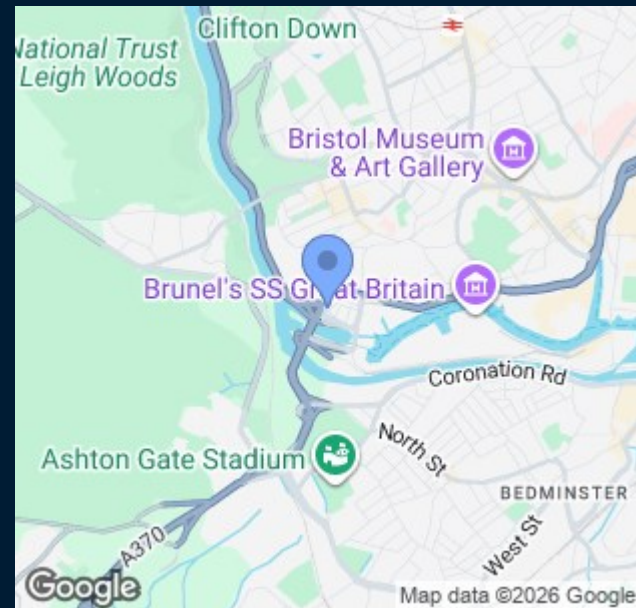 Clifton Down
National Trust
Leigh Woods
Bristol Museum
& Art Gallery
Brunel's SS Great Britain
Coronation Rd
North St
Ashton Gate Stadium
BEDMINSTER
West St
A370
Google
Map data ©2026 Google